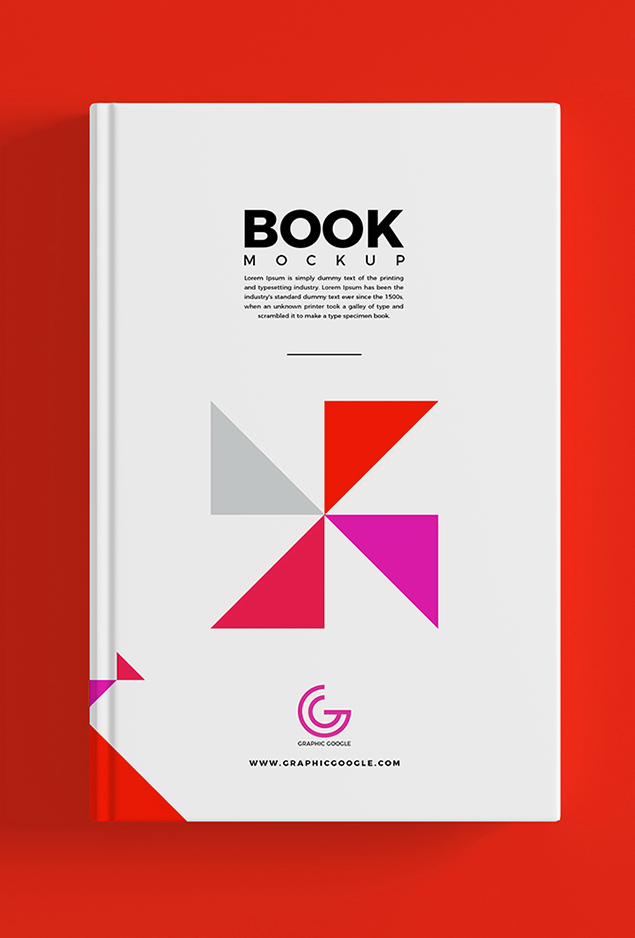 BOOK
MOCKUP
Lorem Ipsum is simply dummy text of the printing
and typesetting industry. Lorem Ipsum has been the
industry's standard dummy text ever since the 1500s,
when an unknown printer took a galley of type and
scrambled it to make a type specimen book.
GRAPHIC GOOGLE
WWW.GRAPHICGOOGLE.COM